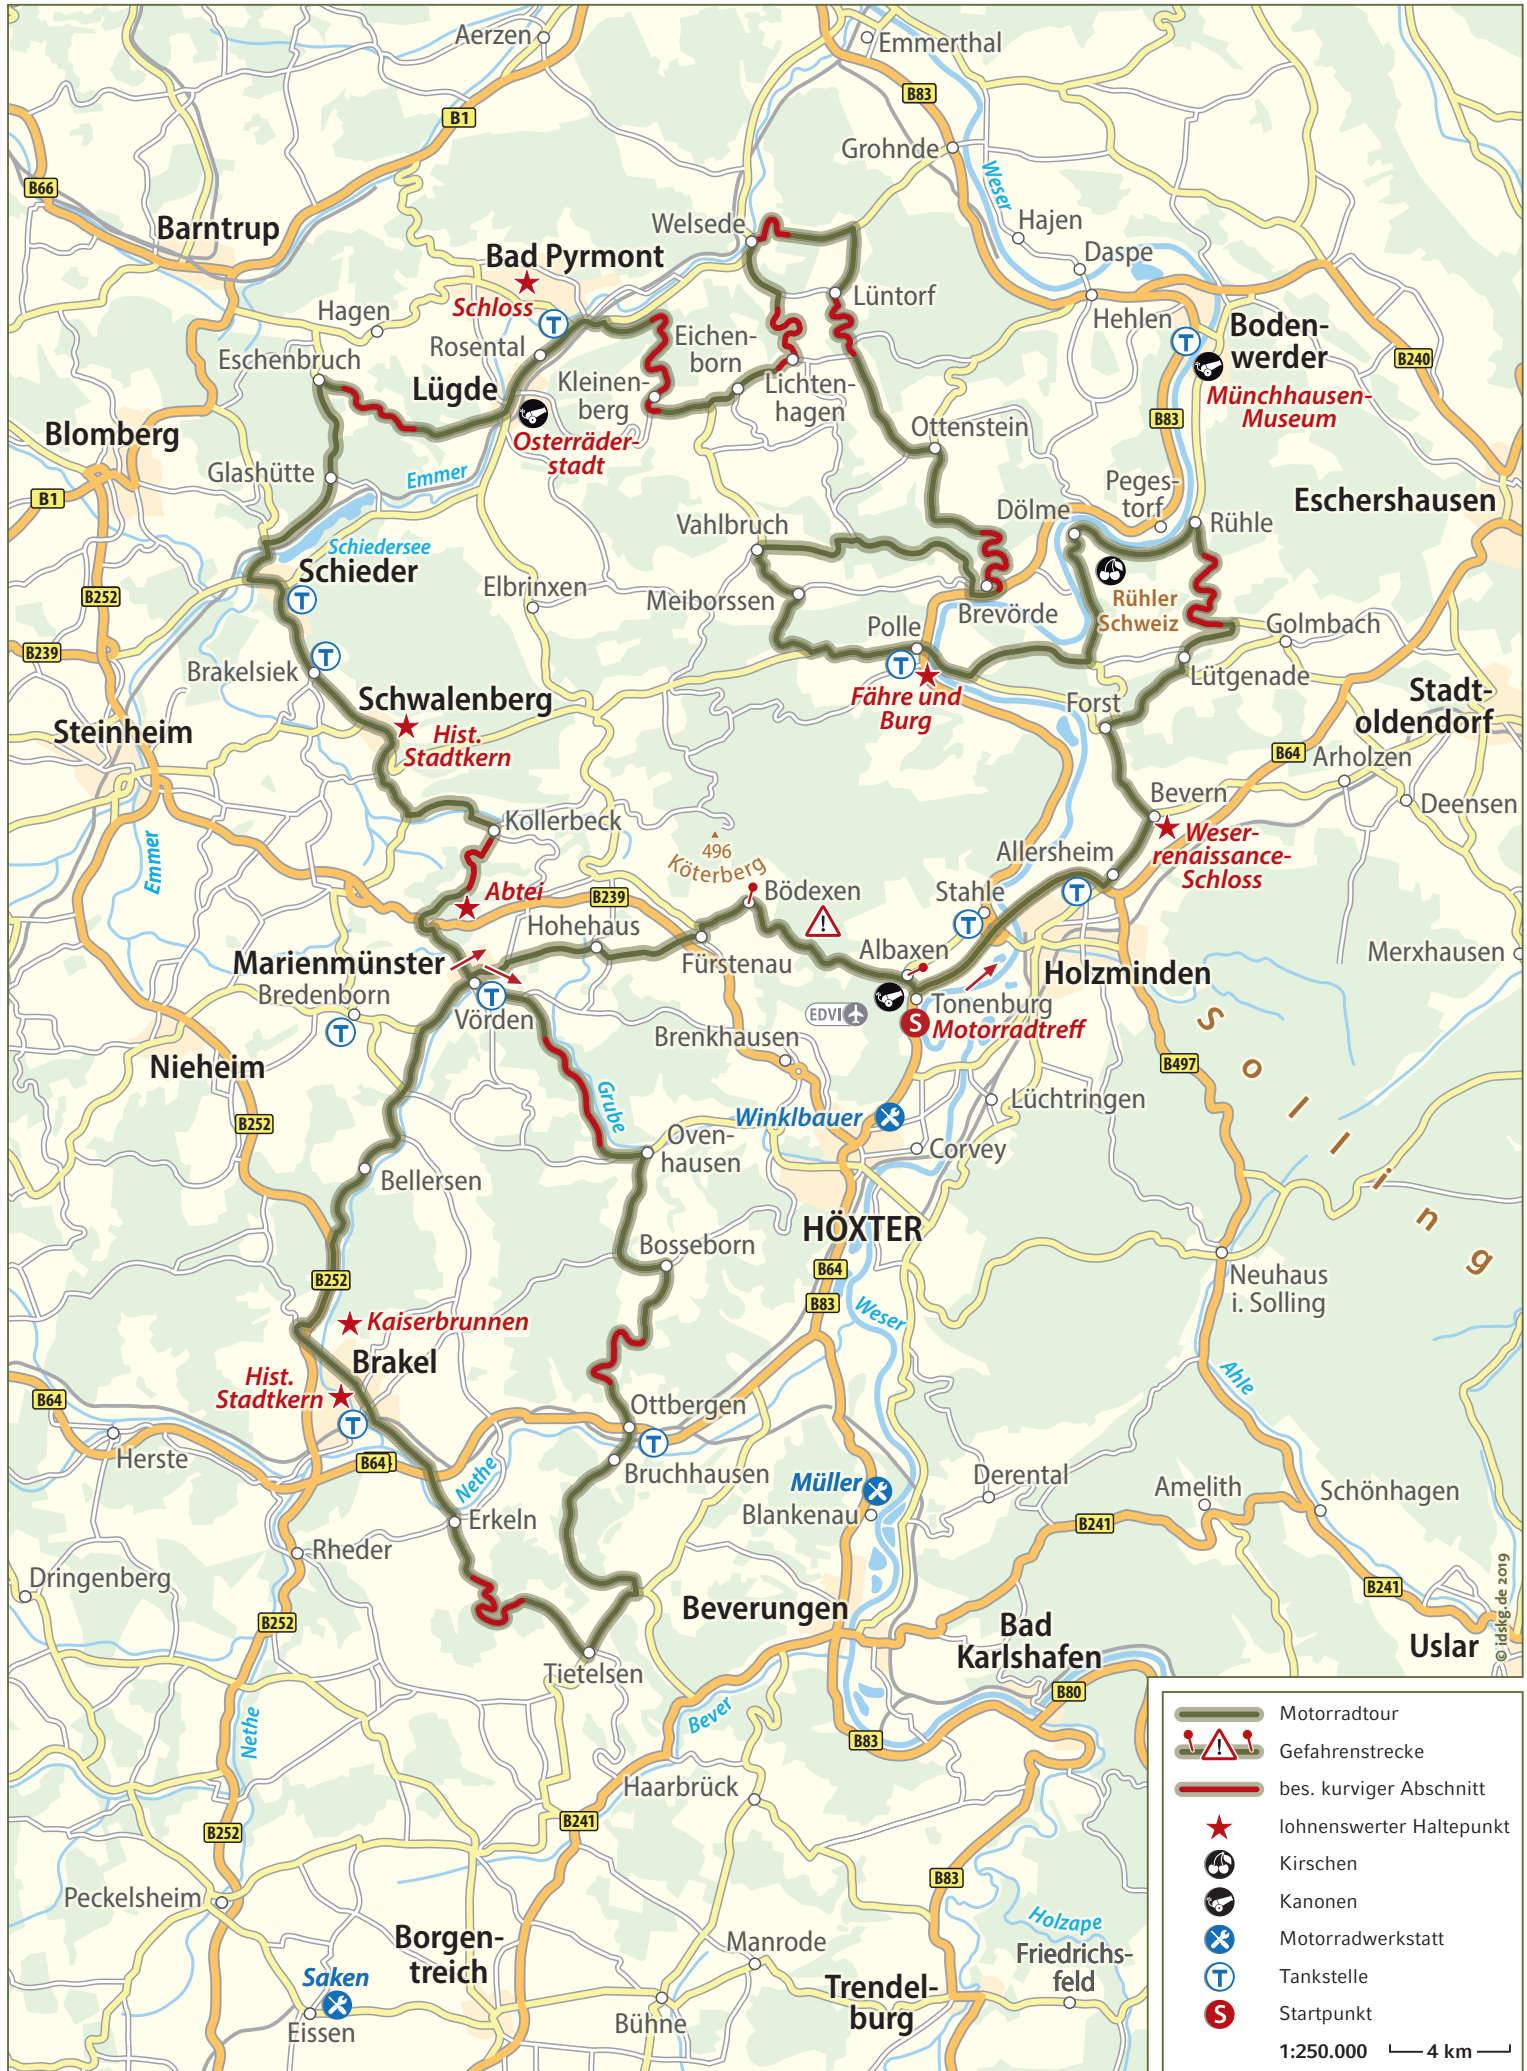 Aerzen
Emmerthal
B83
B1
Grohnde
B66
Weser
Barntrup
Welsede
Hajen
Bad Pyrmont
Daspe
Schloss
Lüntorf
Hagen
Hehlen
Boden-
werder
Eichen-
born
Rosental
Eschenbruch
B240
Lügde
Kleinen-
berg
Lichten-
hagen
Münchhausen-
Museum
B83
Blomberg
Osterräder-
stadt
Ottenstein
Glashütte
Emmer
Peges-
torf
B1
Eschershausen
Dölme
Rühle
Vahlbruch
Schiedersee
Schieder
Elbrinxen
B252
Meiborssen
Brevörde
Rühler
Schweiz
Golmbach
Polle
B239
Brakelsiek
Lütgenade
Schwalenberg
Fähre und
Burg
Forst
Stadt-
oldendorf
Steinheim
Hist.
Stadtkern
B64
Arholzen
Bevern
Deensen
Kollerbeck
Weser-
renaissance-
Schloss
Emmer
496
Köterberg
Allersheim
Abtei
B239
Bödexen
Stahle
Hohehaus
Albaxen
Merxhausen
Marienmünster
Fürstenau
Holzminden
Bredenborn
Tonenburg
EDVI
Vörden
Motorradtreff
S
Solling
Brenkhausen
Nieheim
B497
Grube
Lüchtringen
B252
Winklbauer
Oven-
hausen
Corvey
Bellersen
HÖXTER
Bosseborn
B64
Neuhaus
i. Solling
B252
B83
Weser
Kaiserbrunnen
Brakel
Ahle
Hist.
Stadtkern
B64
Ottbergen
Herste
B64
Nethe
Bruchhausen
Derental
Müller
Amelith
Schönhagen
Blankenau
Erkeln
B241
Rheder
Dringenberg
B241
Beverungen
B252
Bad
Karlshafen
Uslar
© idskg.de 2019
Tietelsen
B80
Bever
Nethe
B83
Haarbrück
B241
B252
B83
Peckelsheim
Holzape
Borgen-
treich
Manrode
Friedrichs-
feld
Saken
Trendel-
burg
Eissen
Bühne
Motorradtour
Gefahrenstrecke
bes. kurviger Abschnitt
lohnenswerter Haltepunkt
Kirschen
Kanonen
Motorradwerkstatt
T Tankstelle
S Startpunkt
1:250.000 4 km